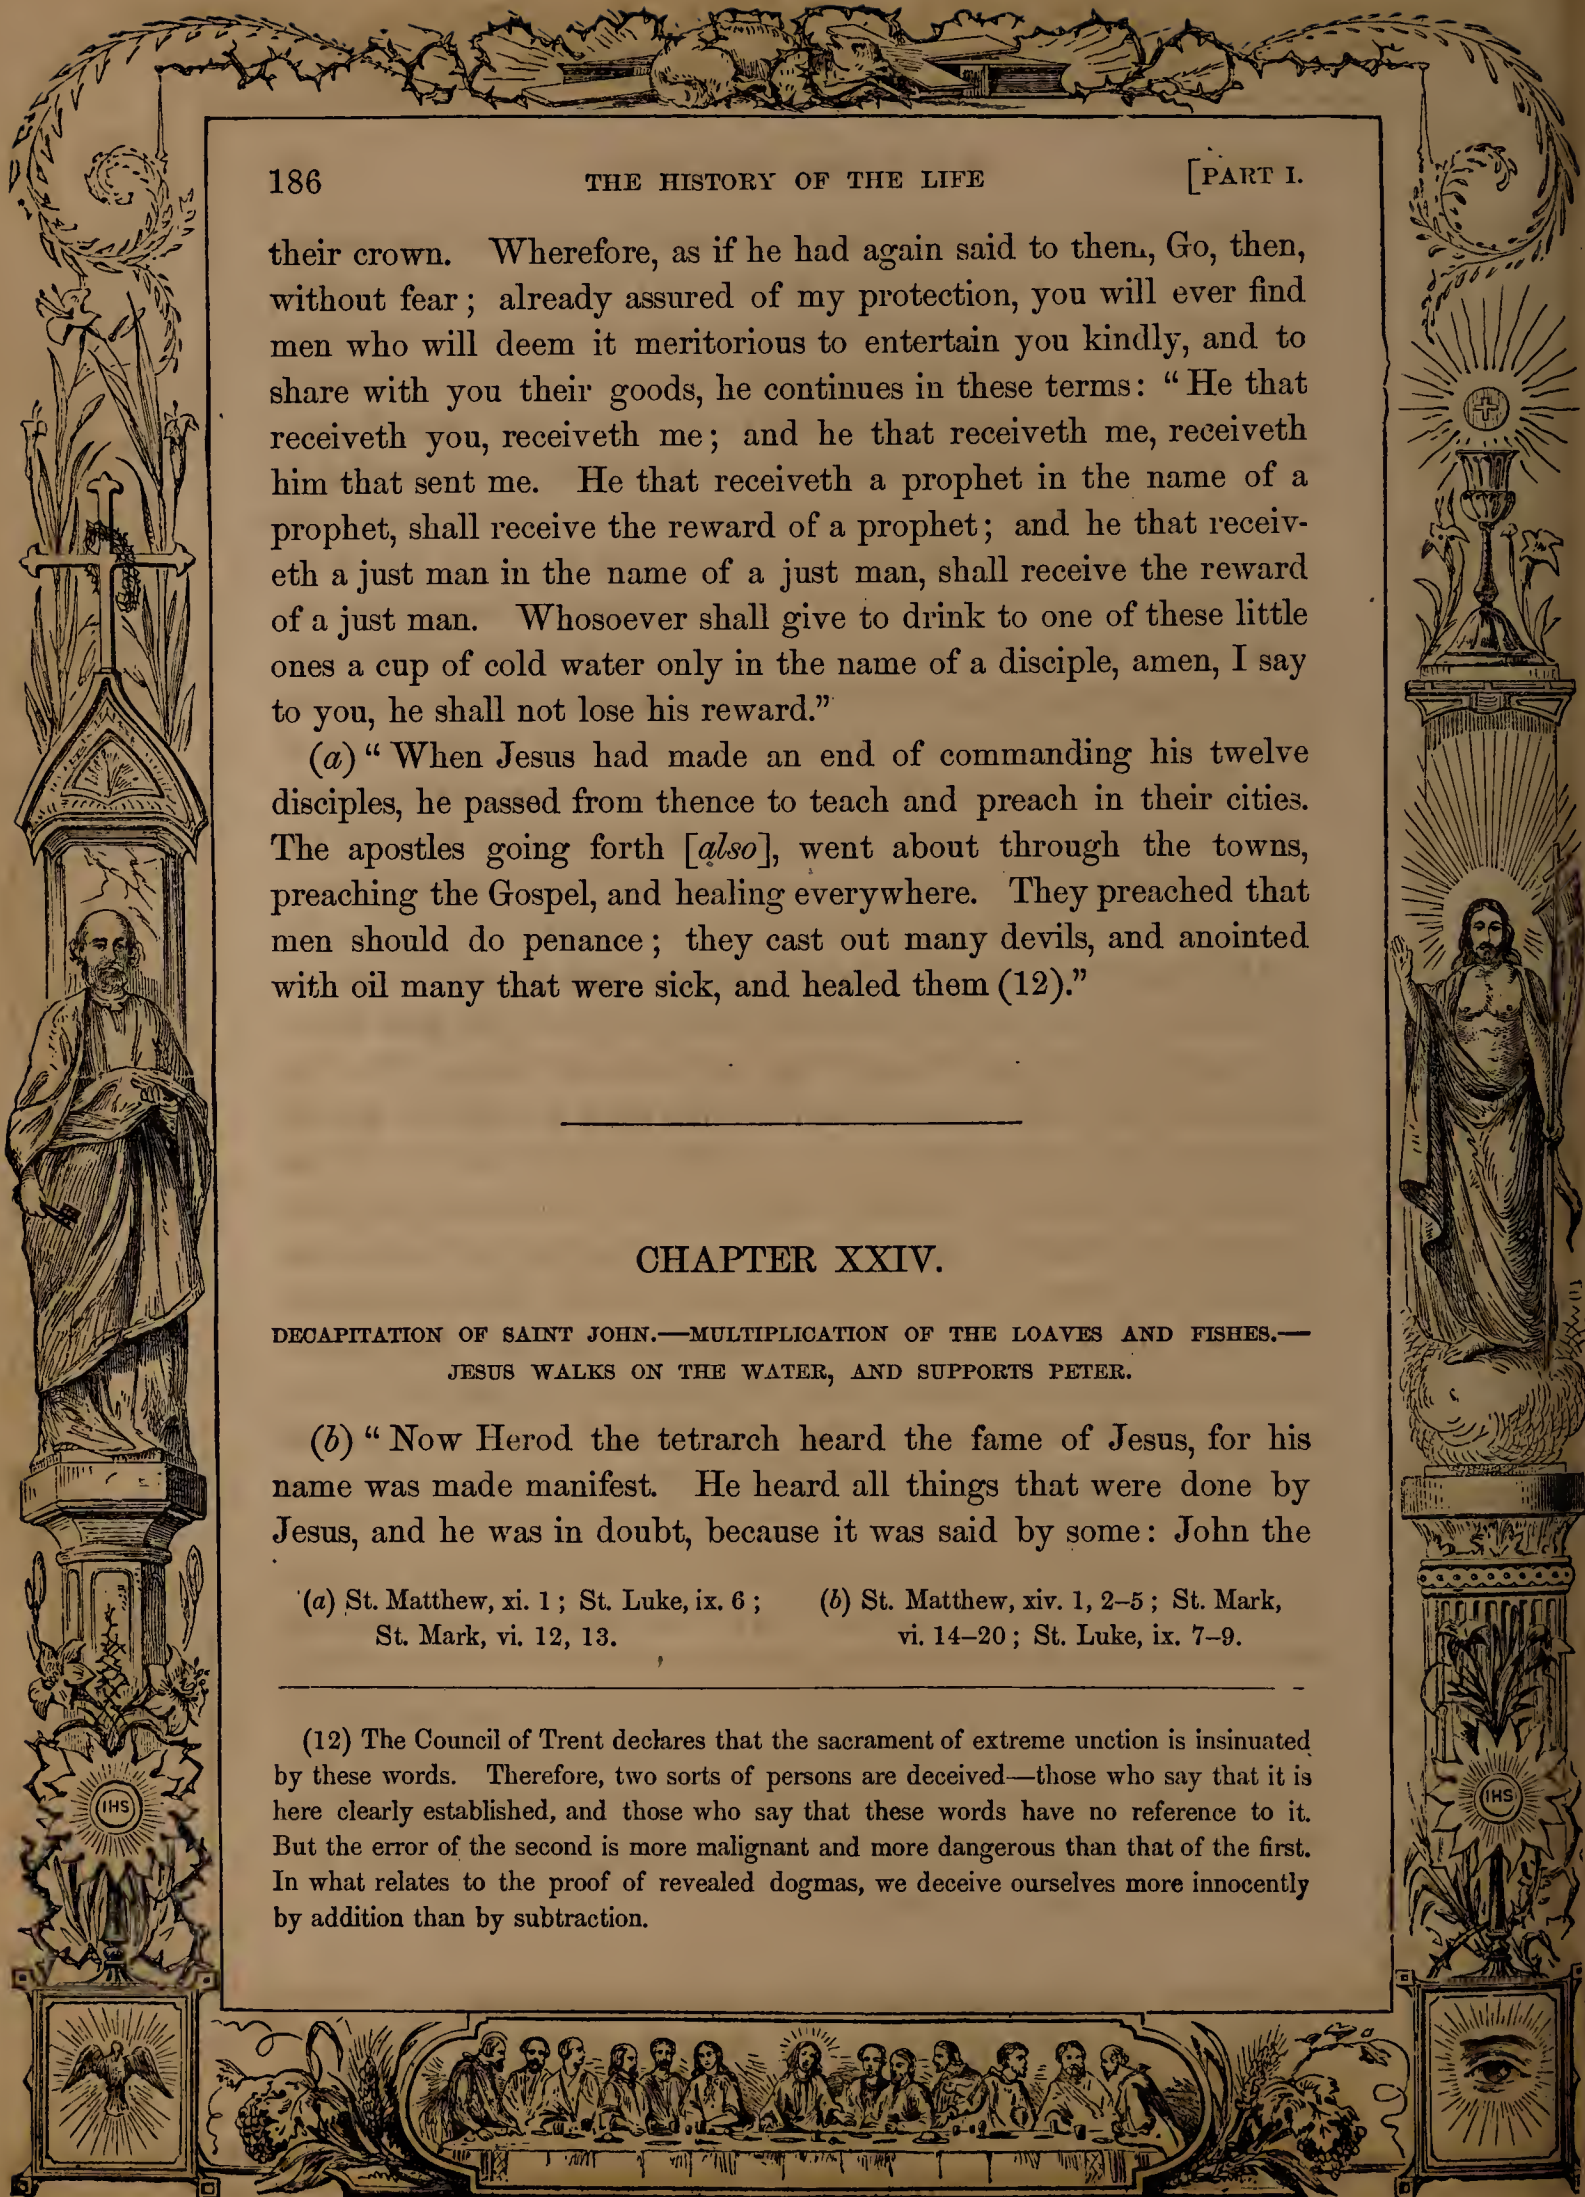 186 THE HISTORY OF THE LIFE [PART I.
their crown. Wherefore, as if he had again said to them, Go, then,
without fear; already assured of my protection, you will ever find
men who will deem it meritorious to entertain you kindly, and to
share with you their goods, he continues in these terms: “He that
receiveth you, receiveth me; and he that receiveth me, receiveth
him that sent me. He that receiveth a prophet in the name of a
prophet, shall receive the reward of a prophet; and he that receiv-
eth a just man in the name of a just man, shall receive the reward
of a just man. Whosoever shall give to drink to one of these little
ones a cup of cold water only in the name of a disciple, amen, I say
to you, he shall not lose his reward.”
(a) “When Jesus had made an end of commanding his twelve
disciples, he passed from thence to teach and preach in their cities.
The apostles going forth [also], went about through the towns,
preaching the Gospel, and healing everywhere. They preached that
men should do penance; they cast out many devils, and anointed
with oil many that were sick, and healed them (12).”
CHAPTER XXIV.
DECAPITATION OF SAINT JOHN.—MULTIPLICATION OF THE LOAVES AND FISHES.—
JESUS WALKS ON THE WATER, AND SUPPORTS PETER.
(b) “Now Herod the tetrarch heard the fame of Jesus, for his
name was made manifest. He heard all things that were done by
Jesus, and he was in doubt, because it was said by some: John the
(a) St. Matthew, xi. 1; St. Luke, ix. 6;
St. Mark, vi. 12, 13.
(b) St. Matthew, xiv. 1, 2–5; St. Mark,
vi. 14–20; St. Luke, ix. 7–9.
(12) The Council of Trent declares that the sacrament of extreme unction is insinuated
by these words. Therefore, two sorts of persons are deceived—those who say that it is
here clearly established, and those who say that these words have no reference to it.
But the error of the second is more malignant and more dangerous than that of the first.
In what relates to the proof of revealed dogmas, we deceive ourselves more innocently
by addition than by subtraction.
IHS
IHS